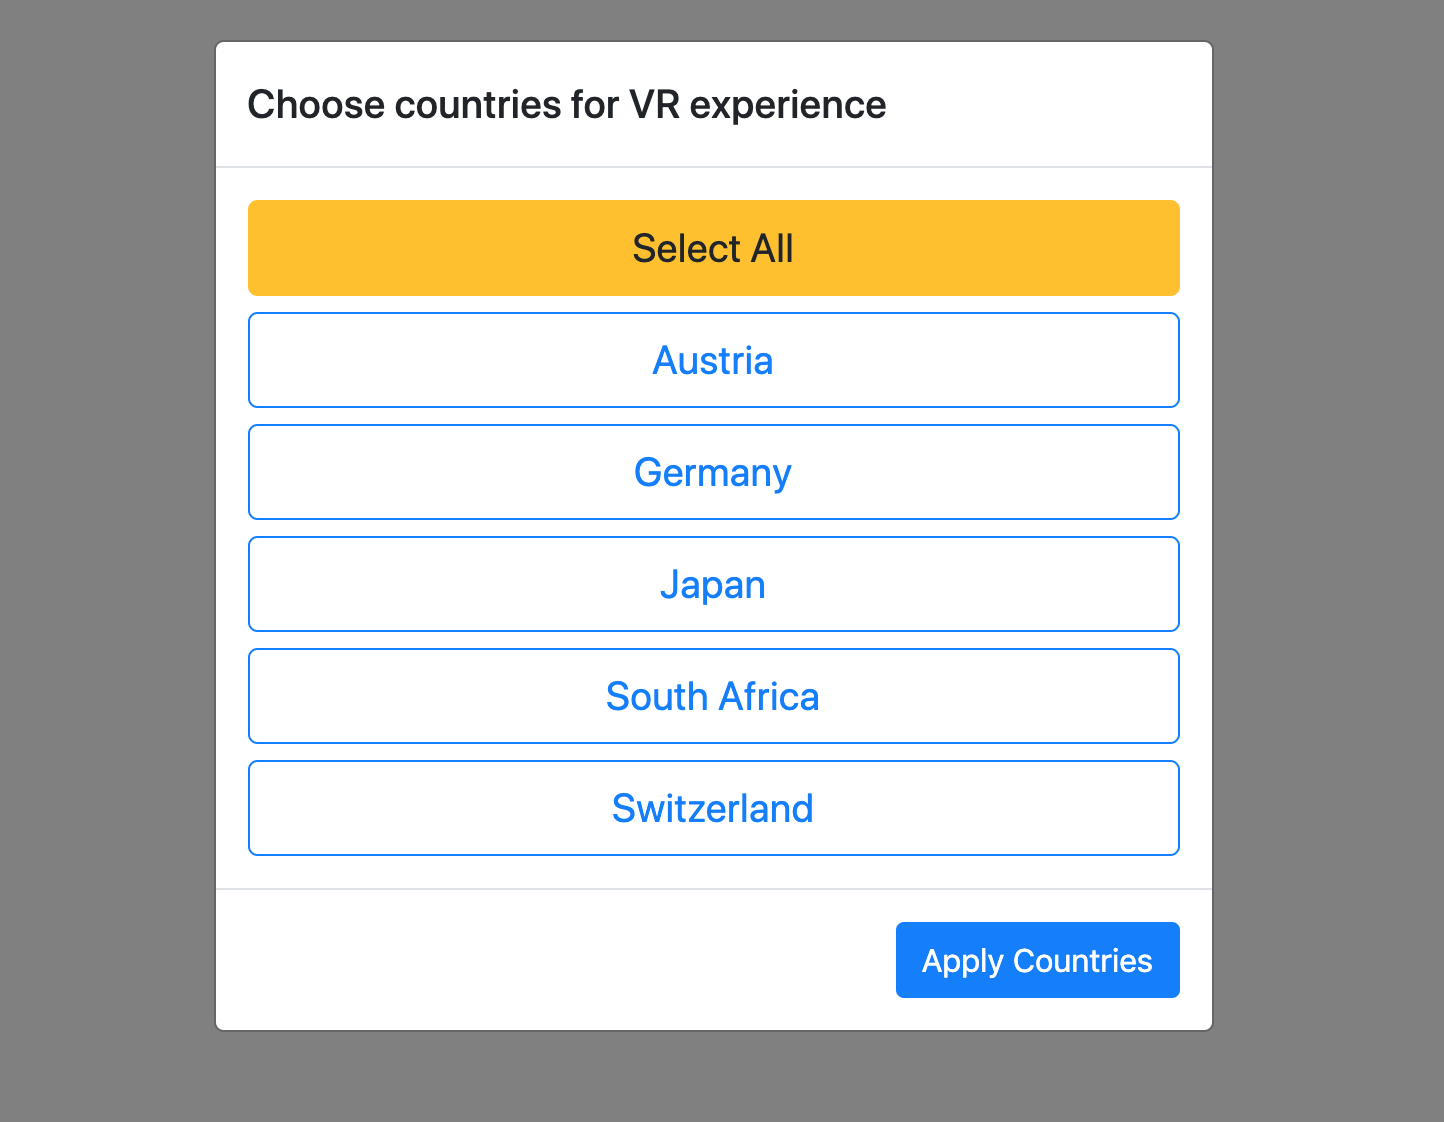 Choose countries for VR experience
Select All
Austria
Germany
Japan
South Africa
Switzerland
Apply Countries